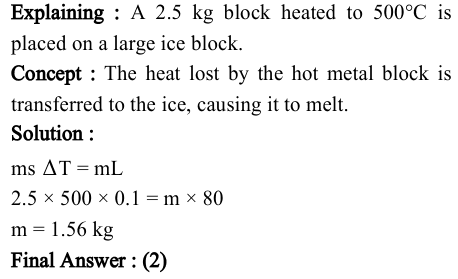 Explaining : A 2.5 kg block heated to 500°C is
placed on a large ice block.
Concept : The heat lost by the hot metal block is
transferred to the ice, causing it to melt.
Solution :
ms ΔT = mL
2.5 × 500 × 0.1 = m × 80
m = 1.56 kg
Final Answer : (2)